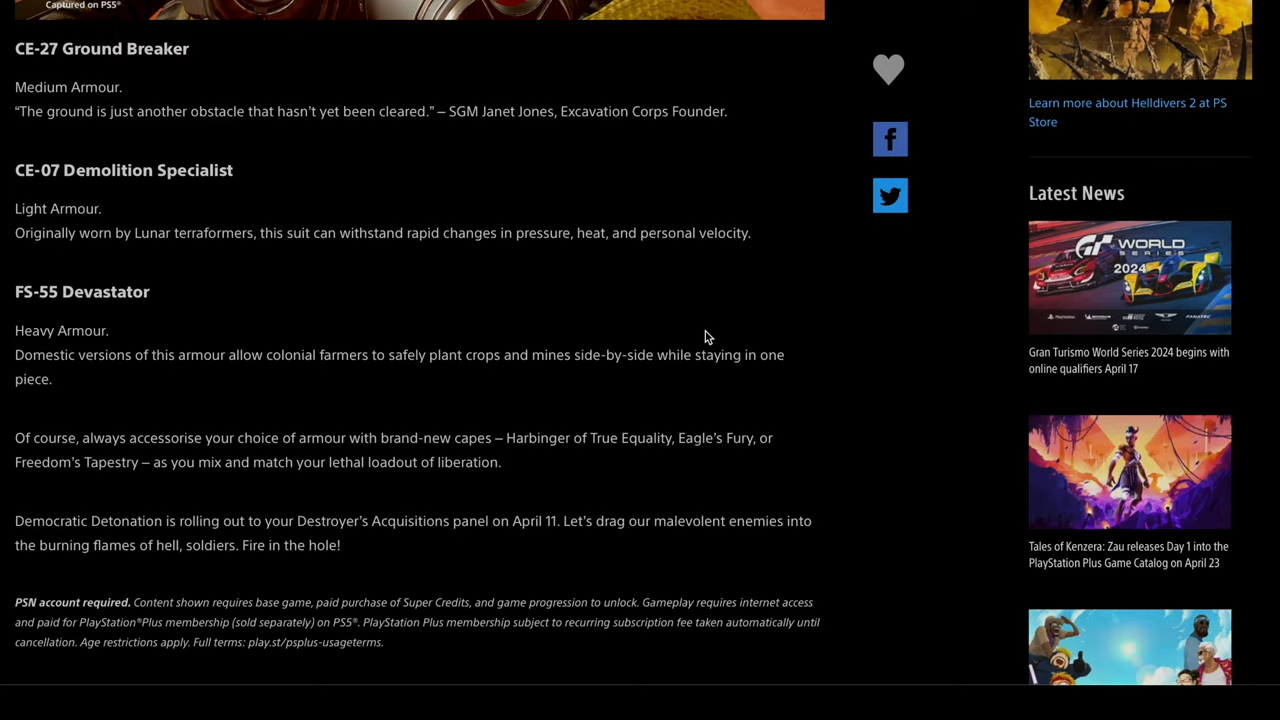 Captured on PS5®
CE-27 Ground Breaker
Medium Armour.
“The ground is just another obstacle that hasn’t yet been cleared.” – SGM Janet Jones, Excavation Corps Founder.
CE-07 Demolition Specialist
Light Armour.
Originally worn by Lunar terraformers, this suit can withstand rapid changes in pressure, heat, and personal velocity.
FS-55 Devastator
Heavy Armour.
Domestic versions of this armour allow colonial farmers to safely plant crops and mines side-by-side while staying in one
piece.
Of course, always accessorise your choice of armour with brand-new capes – Harbinger of True Equality, Eagle’s Fury, or
Freedom’s Tapestry – as you mix and match your lethal loadout of liberation.
Democratic Detonation is rolling out to your Destroyer’s Acquisitions panel on April 11. Let’s drag our malevolent enemies into
the burning flames of hell, soldiers. Fire in the hole!
PSN account required. Content shown requires base game, paid purchase of Super Credits, and game progression to unlock. Gameplay requires internet access
and paid for PlayStation®Plus membership (sold separately) on PS5®. PlayStation Plus membership subject to recurring subscription fee taken automatically until
cancellation. Age restrictions apply. Full terms: play.st/psplus-usageterms.
Learn more about Helldivers 2 at PS
Store
Latest News
GT WORLD
SERIES
2024
PlayStation
MICHELIN
FANATEC
Gran Turismo World Series 2024 begins with
online qualifiers April 17
Tales of Kenzera: Zau releases Day 1 into the
PlayStation Plus Game Catalog on April 23